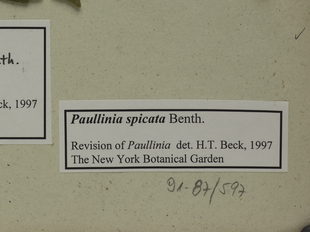 th.
ck, 1997
Paullinia spicata Benth.
Revision of Paullinia det. H.T. Beck, 1997
The New York Botanical Garden
91-87/597